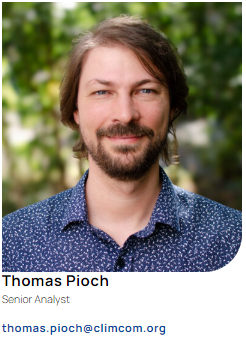 Thomas Pioch
Senior Analyst
thomas.pioch@climcom.org